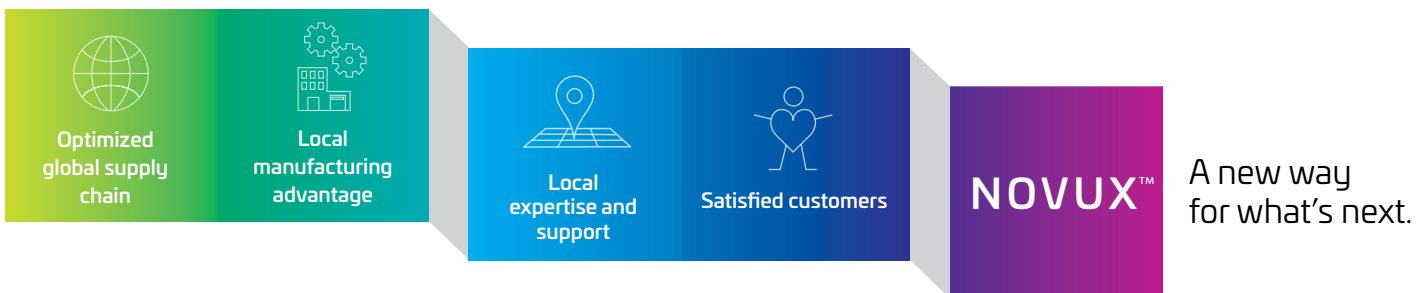 Optimized
global supply
chain
Local
manufacturing
advantage
Local
expertise and
support
Satisfied customers
NOVUX™
A new way
for what's next.